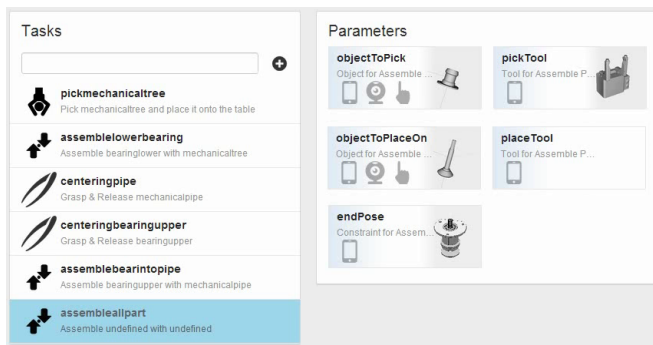 Tasks
pickmechanicaltree
Pick mechanicaltree and place it onto the table
assemblelowerbearing
Assemble bearinglower with mechanicaltree
centeringpipe
Grasp & Release mechanicalpipe
centeringbearingupper
Grasp & Release bearingupper
assemblebearintopipe
Assemble bearingupper with mechanicalpipe
assembleallpart
Assemble undefined with undefined
Parameters
objectToPick
Object for Assemble ...
pickTool
Tool for Assemble P...
objectToPlaceOn
Object for Assemble ...
placeTool
Tool for Assemble P...
endPose
Constraint for Assem...